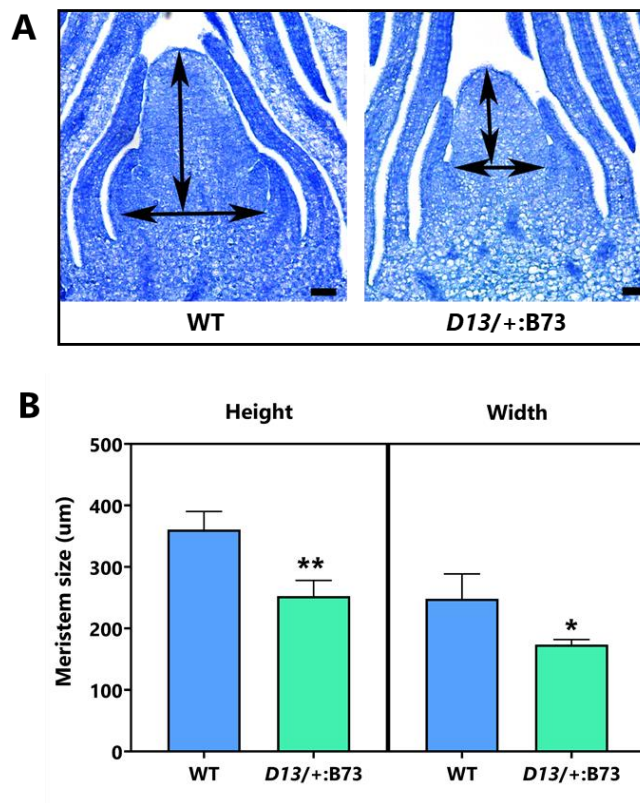 A
WT
D13/+:B73
B
Height
Width
Meristem size (um)
500
400
300
200
100
0
**
*
WT
D13/+:B73
WT
D13/+:B73